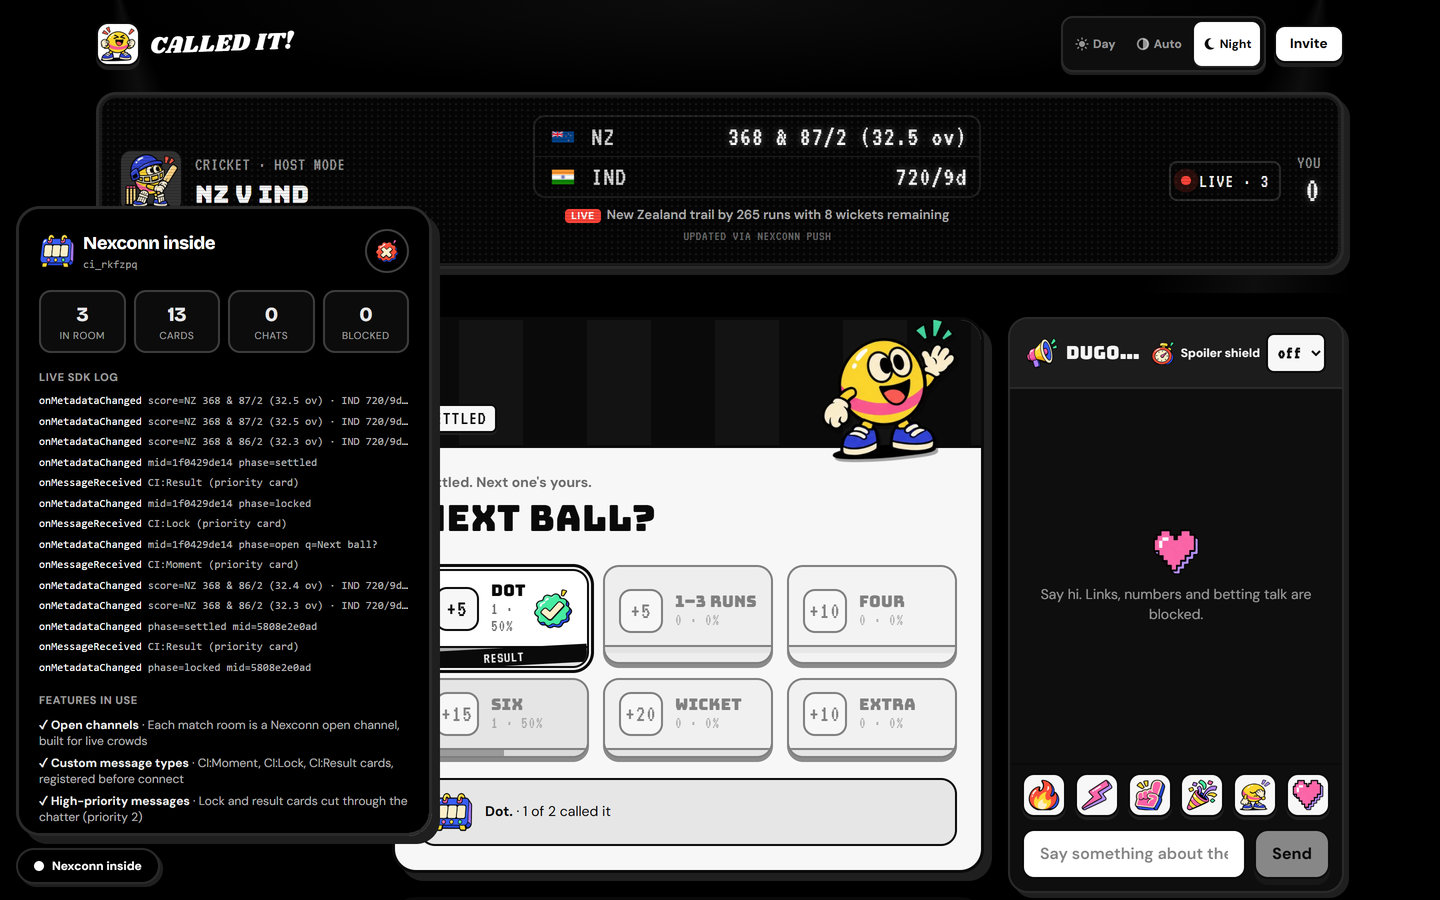 CALLED IT!
Day
Auto
Night
Invite
CRICKET · HOST MODE
NZ V IND
NZ 368 & 87/2 (32.5 ov)
IND 720/9d
LIVE New Zealand trail by 265 runs with 8 wickets remaining
UPDATED VIA NEXCONN PUSH
LIVE · 3
YOU
0
Nexconn inside
ci_rkfzpq
3
IN ROOM
13
CARDS
0
CHATS
0
BLOCKED
LIVE SDK LOG
onMetadataChanged score=NZ 368 & 87/2 (32.5 ov) · IND 720/9d…
onMetadataChanged score=NZ 368 & 87/2 (32.5 ov) · IND 720/9d…
onMetadataChanged score=NZ 368 & 86/2 (32.3 ov) · IND 720/9d…
onMetadataChanged mid=1f0429de14 phase=settled
onMessageReceived CI:Result (priority card)
onMetadataChanged mid=1f0429de14 phase=locked
onMessageReceived CI:Lock (priority card)
onMetadataChanged mid=1f0429de14 phase=open q=Next ball?
onMessageReceived CI:Moment (priority card)
onMetadataChanged score=NZ 368 & 86/2 (32.4 ov) · IND 720/9d…
onMetadataChanged score=NZ 368 & 86/2 (32.3 ov) · IND 720/9d…
onMetadataChanged phase=settled mid=5808e2e0ad
onMessageReceived CI:Result (priority card)
onMetadataChanged phase=locked mid=5808e2e0ad
FEATURES IN USE
✓ Open channels · Each match room is a Nexconn open channel,
built for live crowds
✓ Custom message types · CI:Moment, CI:Lock, CI:Result cards,
registered before connect
✓ High-priority messages · Lock and result cards cut through the
chatter (priority 2)
Nexconn inside
TTLED
tled. Next one's yours.
EXT BALL?
+5
DOT
1 ·
50%
RESULT
+5
1–3 RUNS
0 · 0%
+10
FOUR
0 · 0%
+15
SIX
1 · 50%
+20
WICKET
0 · 0%
+10
EXTRA
0 · 0%
Dot. · 1 of 2 called it
DUGO...
Spoiler shield
off
Say hi. Links, numbers and betting talk are
blocked.
Say something about the
Send